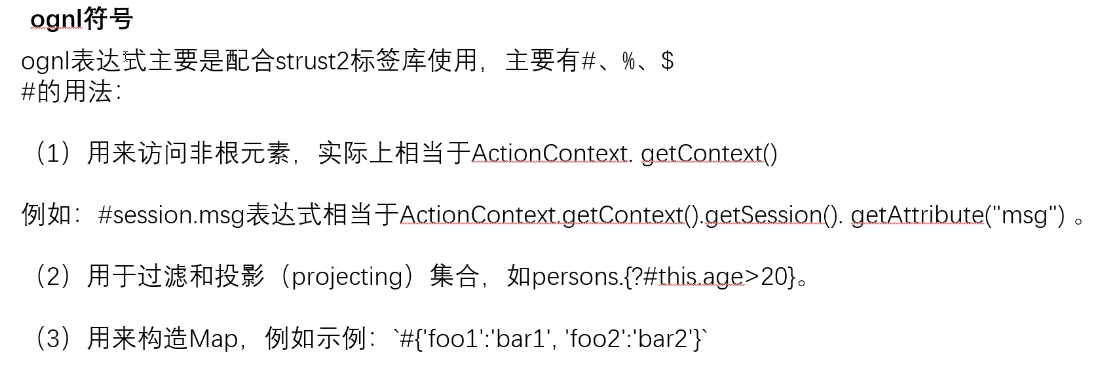 ognl符号
ognl表达式主要是配合strust2标签库使用，主要有#、%、$
#的用法：
（1）用来访问非根元素，实际上相当于ActionContext. getContext()
例如：#session.msg表达式相当于ActionContext.getContext().getSession(). getAttribute("msg") 。
（2）用于过滤和投影（projecting）集合，如persons.{?#this.age>20}。
（3）用来构造Map，例如示例：`#{'foo1':'bar1', 'foo2':'bar2'}`